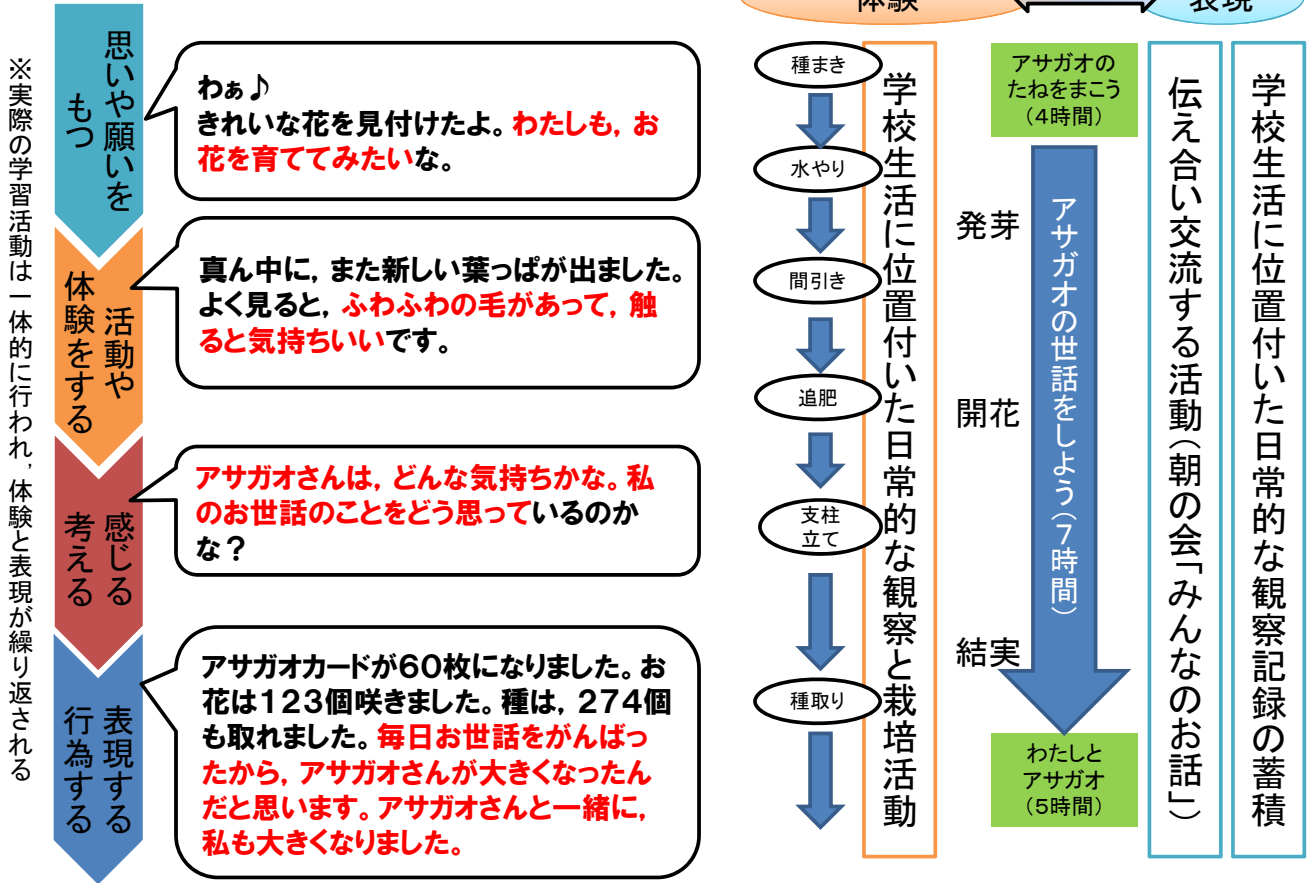 体験
表現
※実際の学習活動は一体的に行われ,体験と表現が繰り返される
思いや願いを
もつ
わぁ♪
きれいな花を見付けたよ。わたしも,お
花を育ててみたいな。
活動や
体験をする
真ん中に,また新しい葉っぱが出ました。
よく見ると,ふわふわの毛があって,触
ると気持ちいいです。
感じる
考える
アサガオさんは,どんな気持ちかな。私
のお世話のことをどう思っているのか
な?
表現する
行為する
アサガオカードが60枚になりました。お
花は123個咲きました。種は,274個
も取れました。毎日お世話をがんばっ
たから,アサガオさんが大きくなったん
だと思います。アサガオさんと一緒に,
私も大きくなりました。
種まき
水やり
間引き
追肥
支柱
立て
種取り
学校生活に位置付いた日常的な観察と栽培活動
発芽
開花
結実
アサガオの
たねをまこう
(4時間)
アサガオの世話をしよう(7時間)
わたしと
アサガオ
(5時間)
伝え合い交流する活動(朝の会「みんなのお話」)
学校生活に位置付いた日常的な観察記録の蓄積